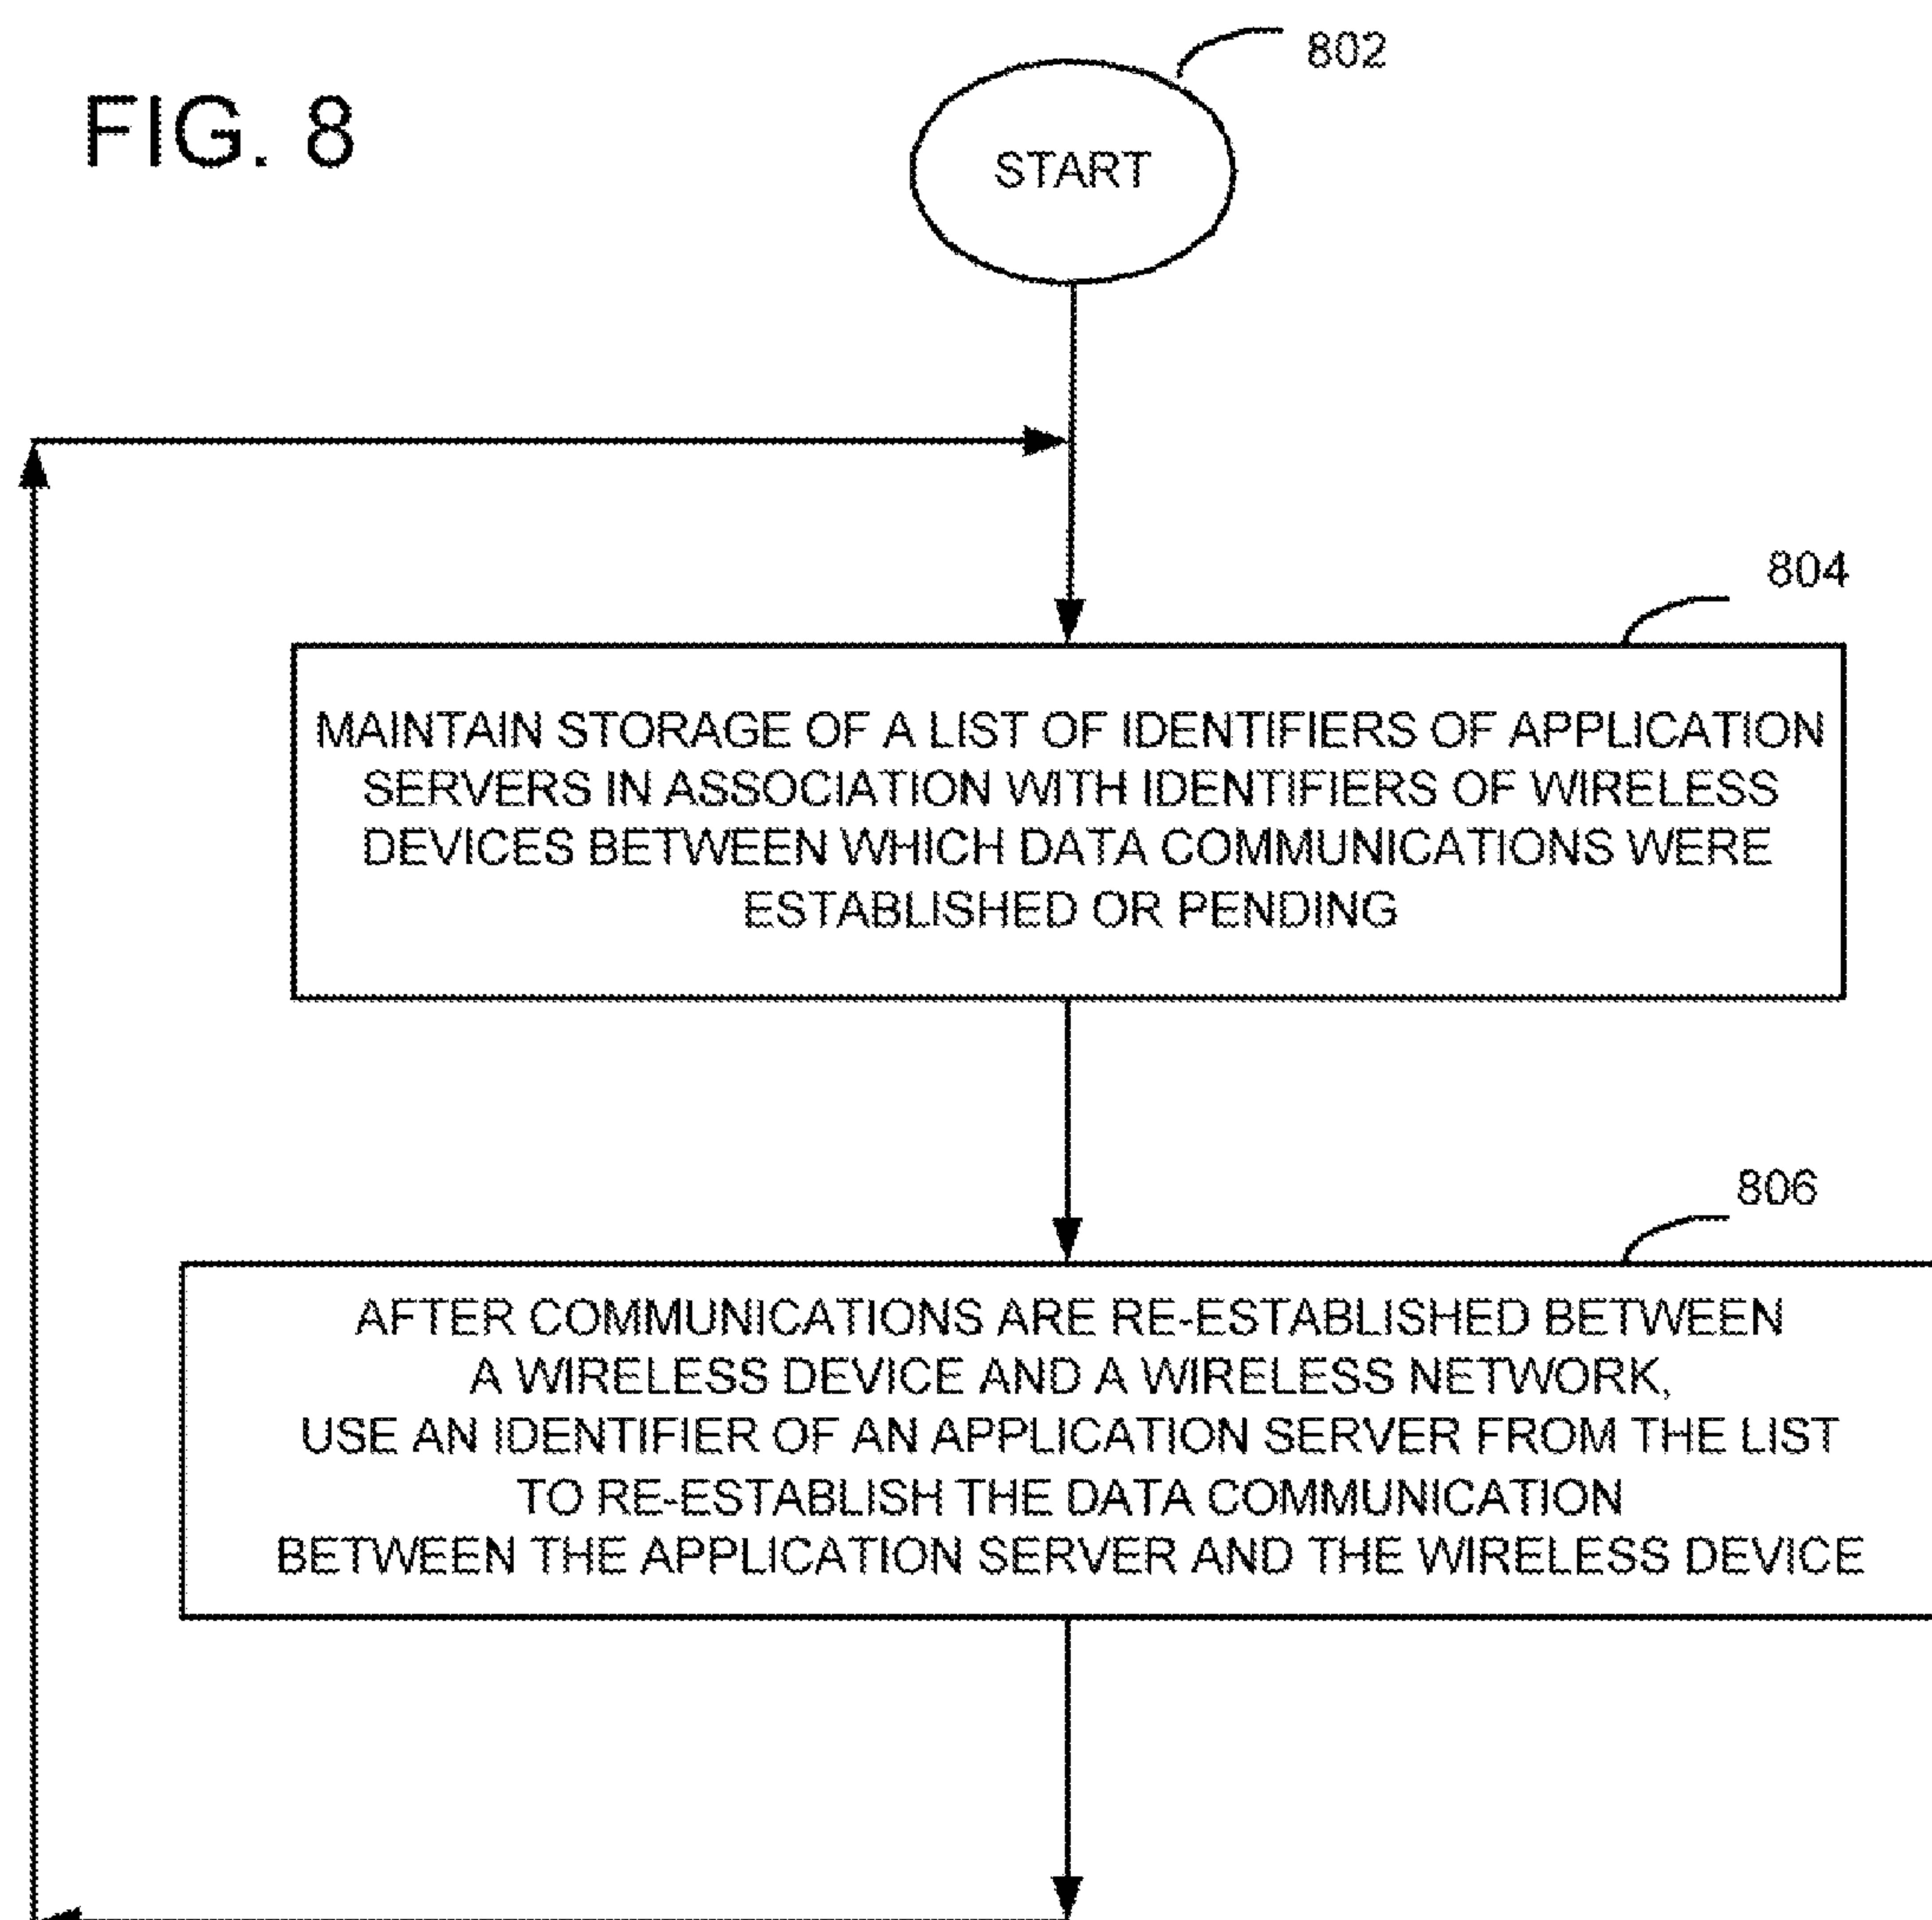 802
FIG. 8
START
804
MAINTAIN STORAGE OF A LIST OF IDENTIFIERS OF APPLICATION
SERVERS IN ASSOCIATION WITH IDENTIFIERS OF WIRELESS
DEVICES BETWEEN WHICH DATA COMMUNICATIONS WERE
ESTABLISHED OR PENDING
806
AFTER COMMUNICATIONS ARE RE-ESTABLISHED BETWEEN
A WIRELESS DEVICE AND A WIRELESS NETWORK,
USE AN IDENTIFIER OF AN APPLICATION SERVER FROM THE LIST
TO RE-ESTABLISH THE DATA COMMUNICATION
BETWEEN THE APPLICATION SERVER AND THE WIRELESS DEVICE